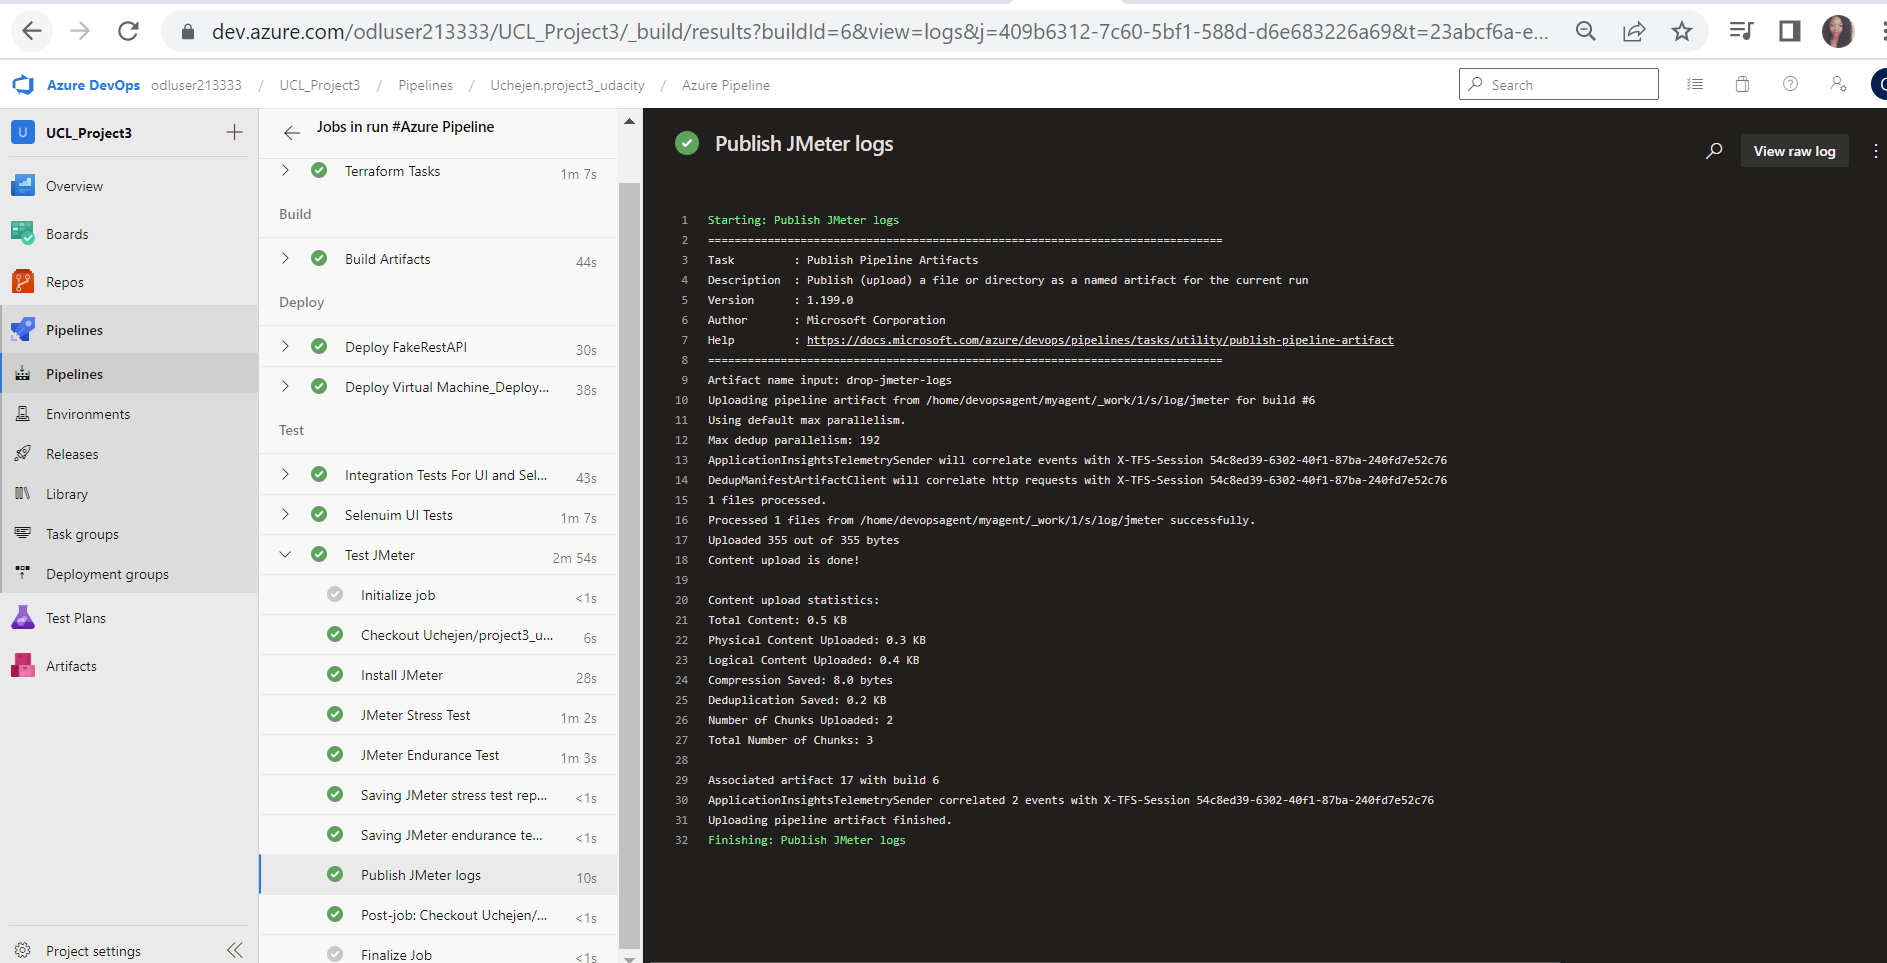 dev.azure.com/odluser213333/UCL_Project3/_build/results?buildId=6&view=logs&j=409b6312-7c60-5bf1-588d-d6e683226a69&t=23abcf6a-e...
Azure DevOps odluser213333 / UCL_Project3 / Pipelines / Uchejen.project3_udacity / Azure Pipeline
Search
U UCL_Project3
Overview
Boards
Repos
Pipelines
Pipelines
Environments
Releases
Library
Task groups
Deployment groups
Test Plans
Artifacts
Project settings
Jobs in run #Azure Pipeline
Terraform Tasks 1m 7s
Build
Build Artifacts 44s
Deploy
Deploy FakeRestAPI 30s
Deploy Virtual Machine_Deploy... 38s
Test
Integration Tests For UI and Sel... 43s
Selenuim UI Tests 1m 7s
Test JMeter 2m 54s
Initialize job <1s
Checkout Uchejen/project3_u... 6s
Install JMeter 28s
JMeter Stress Test 1m 2s
JMeter Endurance Test 1m 3s
Saving JMeter stress test rep... <1s
Saving JMeter endurance te... <1s
Publish JMeter logs 10s
Post-job: Checkout Uchejen/... <1s
Finalize Job <1s
Publish JMeter logs
View raw log
1 Starting: Publish JMeter logs
2 ==============================================================================
3 Task : Publish Pipeline Artifacts
4 Description : Publish (upload) a file or directory as a named artifact for the current run
5 Version : 1.199.0
6 Author : Microsoft Corporation
7 Help : https://docs.microsoft.com/azure/devops/pipelines/tasks/utility/publish-pipeline-artifact
8 ==============================================================================
9 Artifact name input: drop-jmeter-logs
10 Uploading pipeline artifact from /home/devopsagent/myagent/_work/1/s/log/jmeter for build #6
11 Using default max parallelism.
12 Max dedup parallelism: 192
13 ApplicationInsightsTelemetrySender will correlate events with X-TFS-Session 54c8ed39-6302-40f1-87ba-240fd7e52c76
14 DedupManifestArtifactClient will correlate http requests with X-TFS-Session 54c8ed39-6302-40f1-87ba-240fd7e52c76
15 1 files processed.
16 Processed 1 files from /home/devopsagent/myagent/_work/1/s/log/jmeter successfully.
17 Uploaded 355 out of 355 bytes
18 Content upload is done!
19
20 Content upload statistics:
21 Total Content: 0.5 KB
22 Physical Content Uploaded: 0.3 KB
23 Logical Content Uploaded: 0.4 KB
24 Compression Saved: 8.0 bytes
25 Deduplication Saved: 0.2 KB
26 Number of Chunks Uploaded: 2
27 Total Number of Chunks: 3
28
29 Associated artifact 17 with build 6
30 ApplicationInsightsTelemetrySender correlated 2 events with X-TFS-Session 54c8ed39-6302-40f1-87ba-240fd7e52c76
31 Uploading pipeline artifact finished.
32 Finishing: Publish JMeter logs